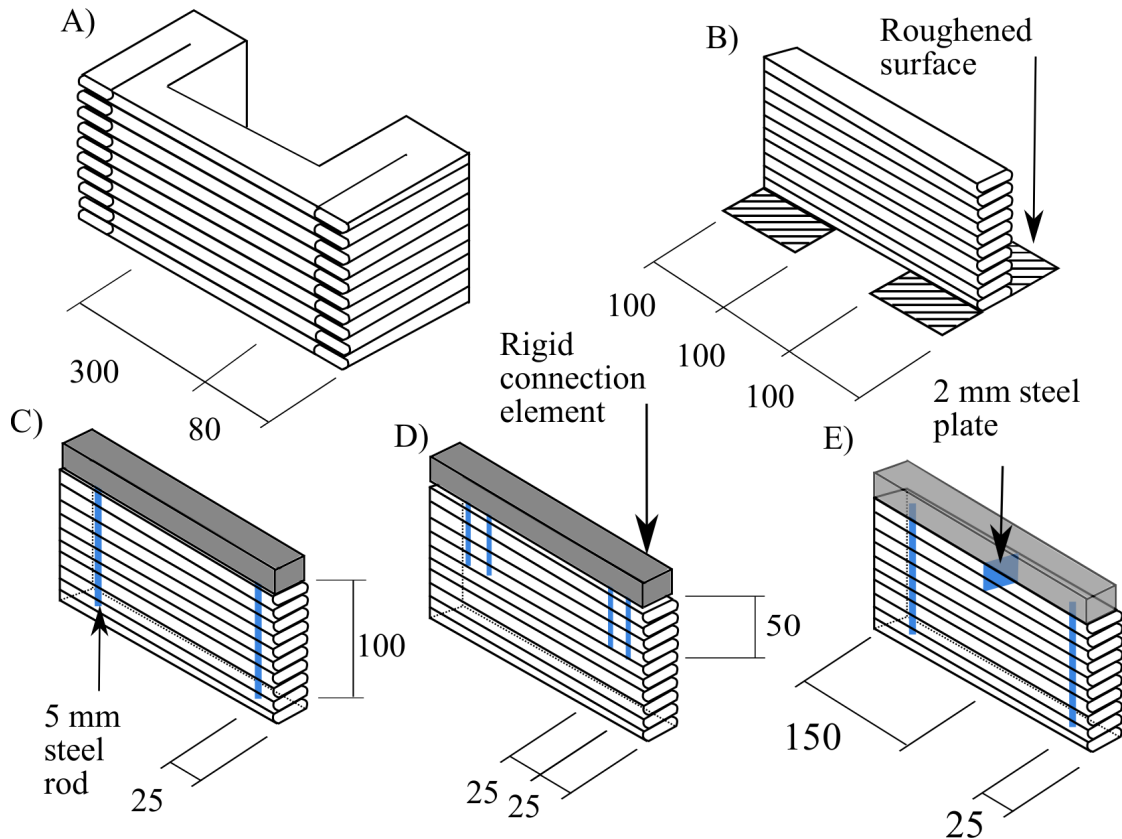 A)
B)
Roughened
surface
300
80
100
100
100
Rigid
connection
element
2 mm steel
plate
C)
D)
E)
100
50
5 mm
steel
rod
25
25
25
150
25